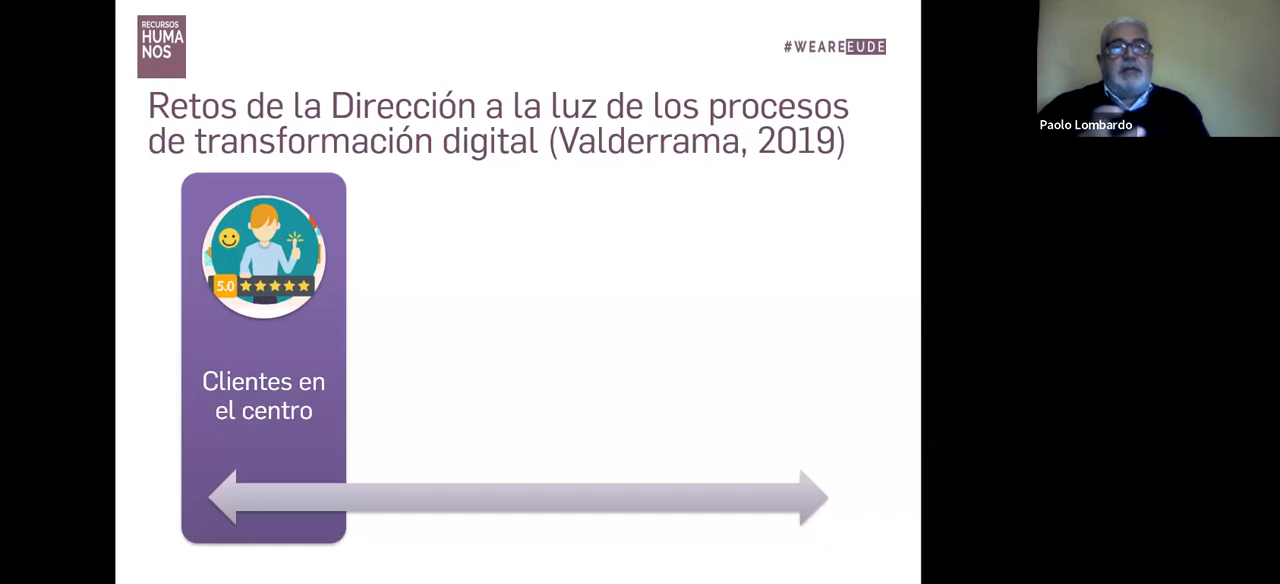 RECURSOS
HUMA
NOS
#WEAREEUDE
Retos de la Dirección a la luz de los procesos
de transformación digital (Valderrama, 2019)
5.0
Clientes en
el centro
Paolo Lombardo